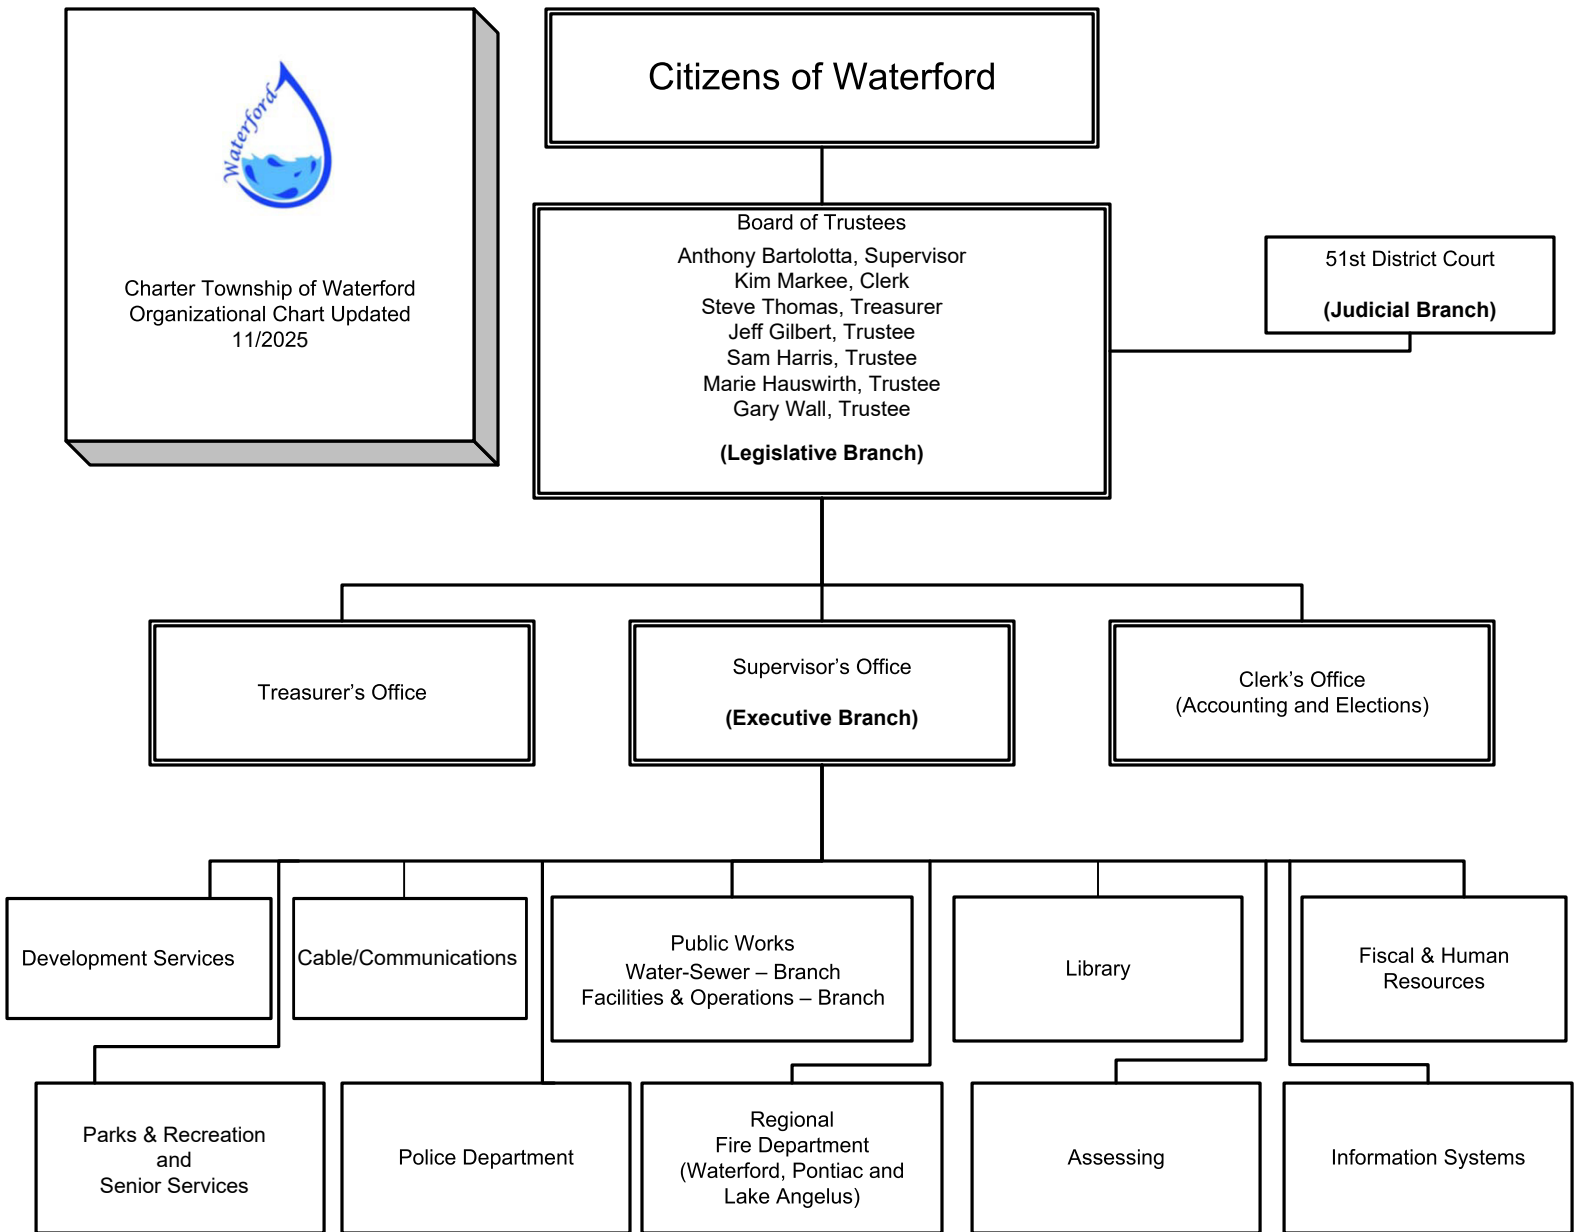 Waterford
Charter Township of Waterford
Organizational Chart Updated
11/2025
Citizens of Waterford
Board of Trustees
Anthony Bartolotta, Supervisor
Kim Markee, Clerk
Steve Thomas, Treasurer
Jeff Gilbert, Trustee
Sam Harris, Trustee
Marie Hauswirth, Trustee
Gary Wall, Trustee
(Legislative Branch)
51st District Court
(Judicial Branch)
Treasurer’s Office
Supervisor’s Office
(Executive Branch)
Clerk’s Office
(Accounting and Elections)
Development Services
Cable/Communications
Public Works
Water-Sewer – Branch
Facilities & Operations – Branch
Library
Fiscal & Human
Resources
Parks & Recreation
and
Senior Services
Police Department
Regional
Fire Department
(Waterford, Pontiac and
Lake Angelus)
Assessing
Information Systems